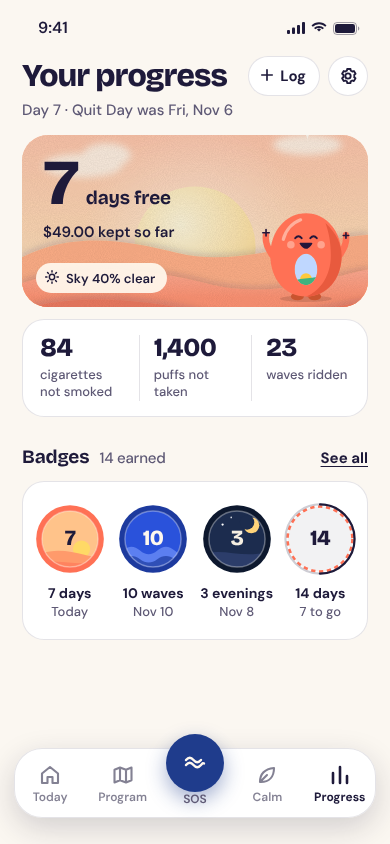 9:41
Your progress
+ Log
Day 7 · Quit Day was Fri, Nov 6
7 days free
$49.00 kept so far
Sky 40% clear
84
cigarettes
not smoked
1,400
puffs not
taken
23
waves ridden
Badges 14 earned
See all
7
7 days
Today
10
10 waves
Nov 10
3
3 evenings
Nov 8
14
14 days
7 to go
Today
Program
SOS
Calm
Progress